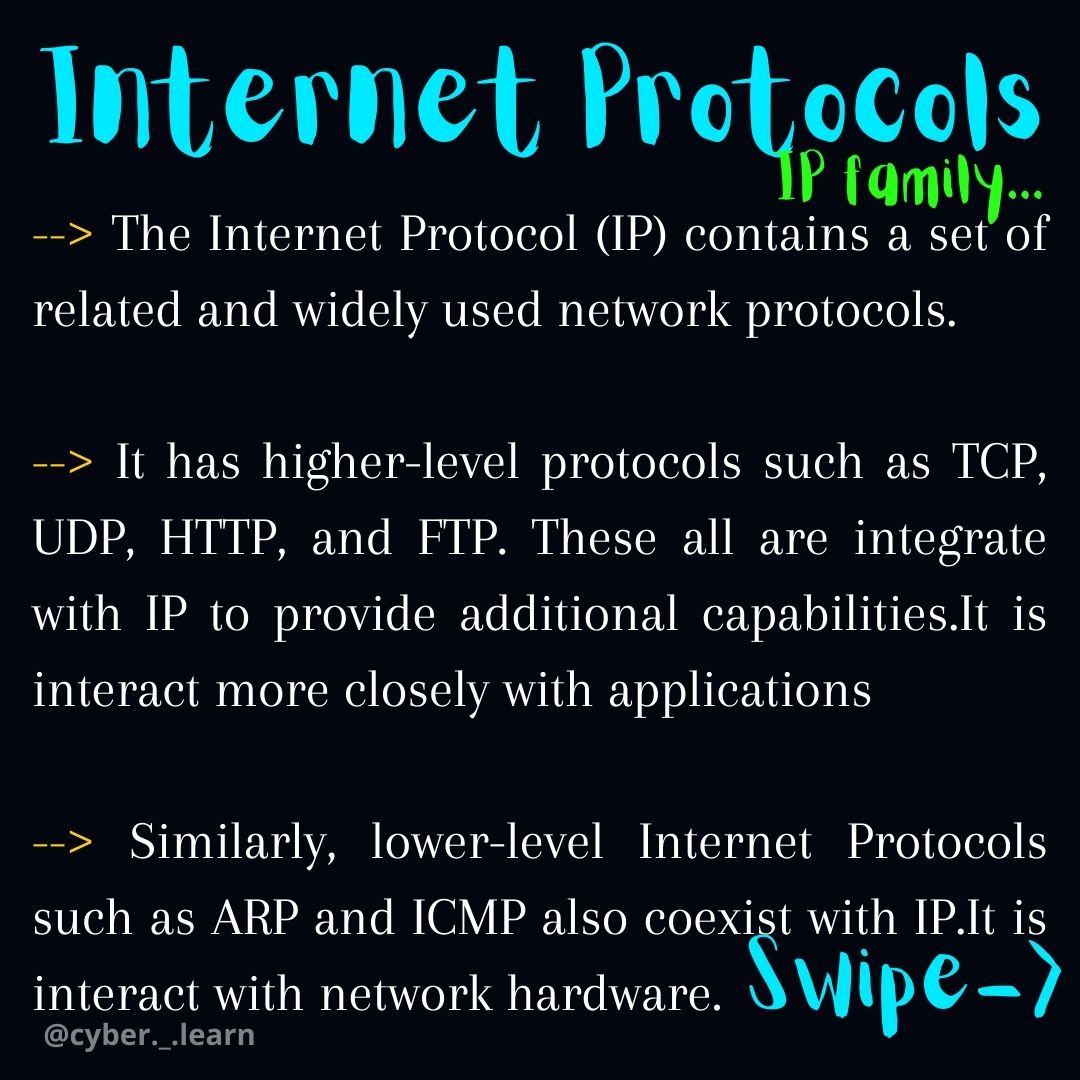 Internet Protocols
IP family...
--> The Internet Protocol (IP) contains a set of
related and widely used network protocols.
--> It has higher-level protocols such as TCP,
UDP, HTTP, and FTP. These all are integrate
with IP to provide additional capabilities.It is
interact more closely with applications
--> Similarly, lower-level Internet Protocols
such as ARP and ICMP also coexist with IP.It is
interact with network hardware.
Swipe->
@cyber._.learn